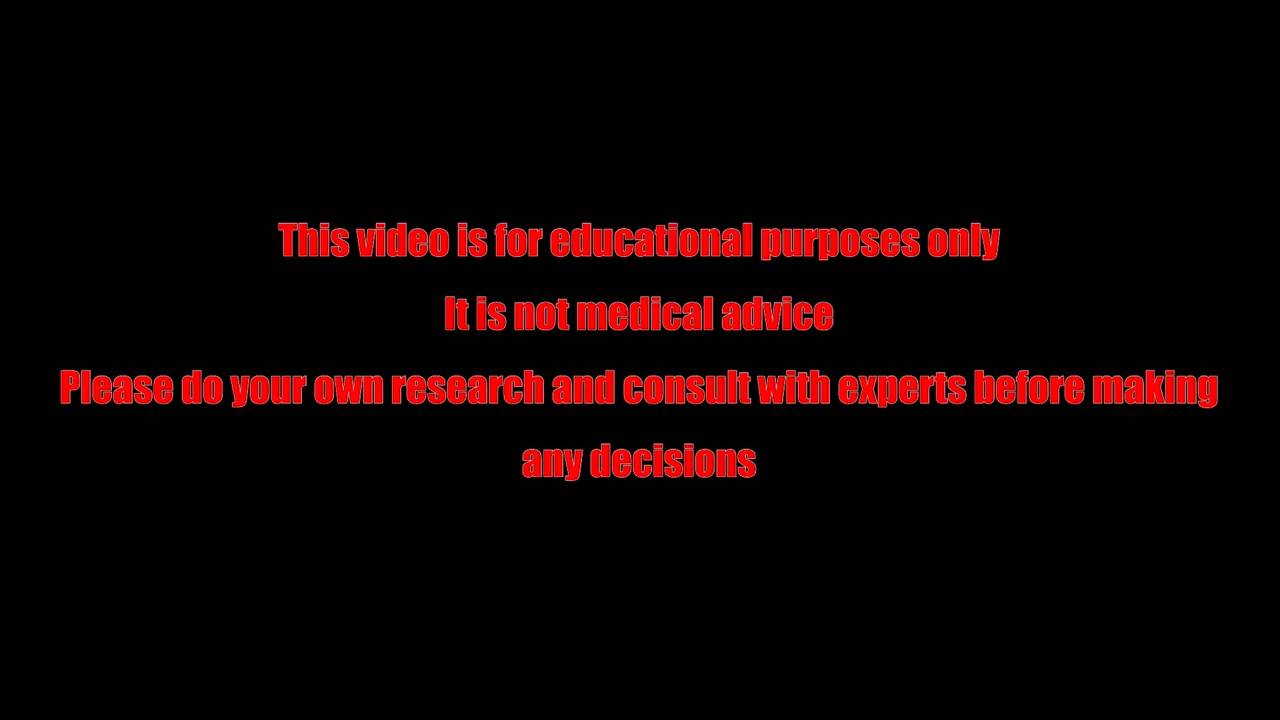 This video is for educational purposes only
It is not medical advice
Please do your own research and consult with experts before making
any decisions